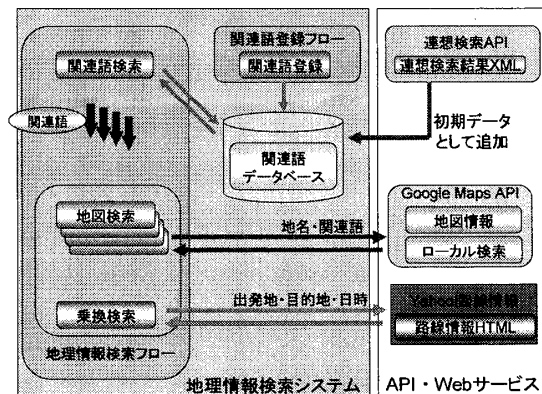 関連語登録フロー
関連語登録
関連語検索
関連語
関連語
データベース
連想検索API
連想検索結果XML
初期データ
として追加
地図検索
地名・関連語
Google Maps API
地図情報
ローカル検索
乗換検索
出発地・目的地・日時
Yahoo!路線情報
路線情報HTML
地理情報検索フロー
地理情報検索システム
API・Webサービス